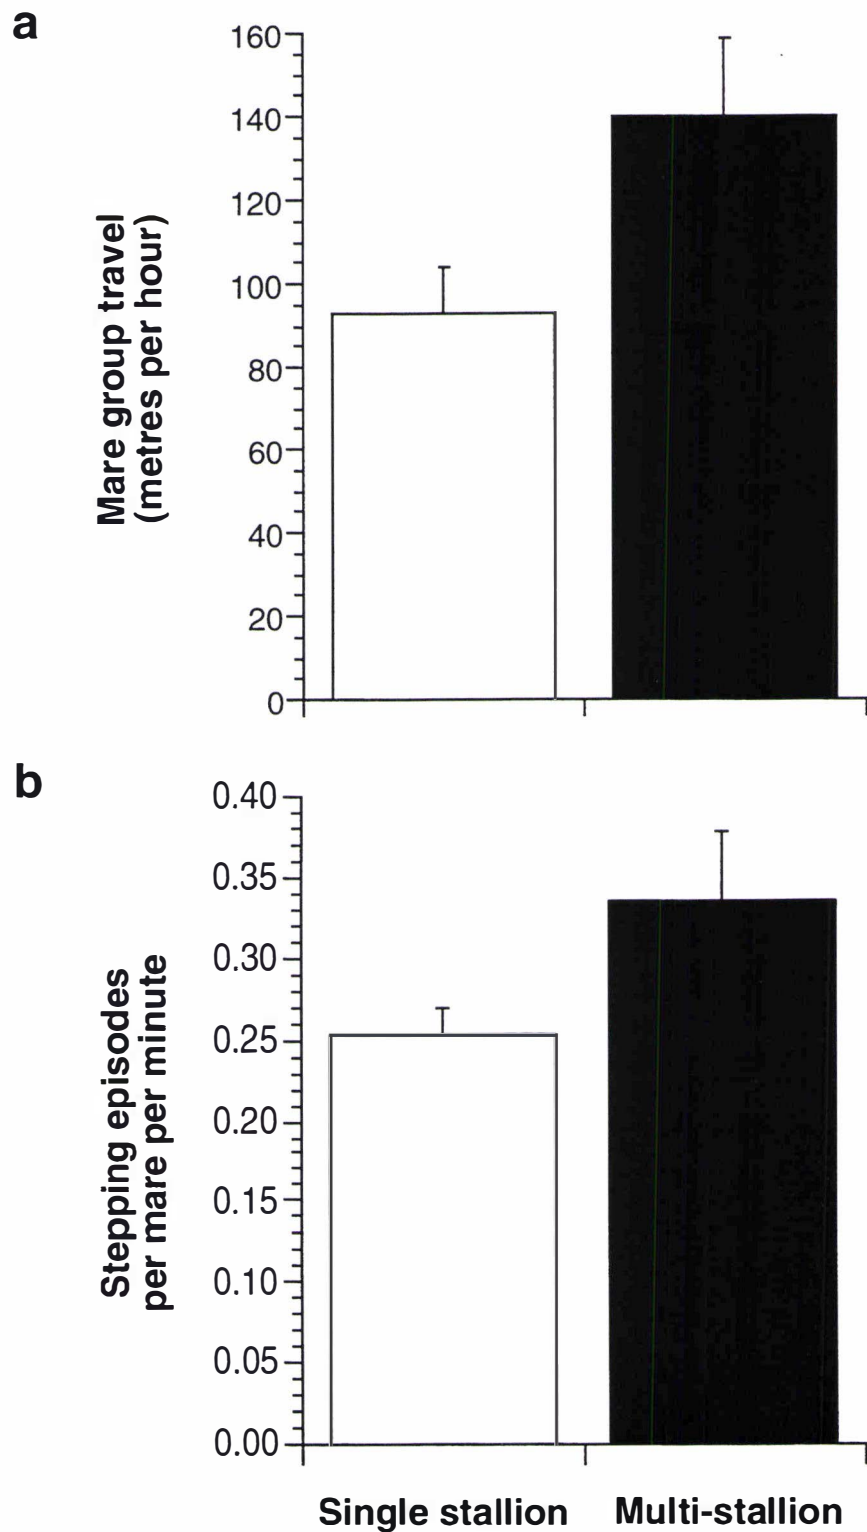 a
Mare group travel
(metres per hour)
160
140
120
100
80
60
40
20
0
b
Stepping episodes
per mare per minute
0.40
0.35
0.30
0.25
0.20
0.15
0.10
0.05
0.00
Single stallion Multi-stallion